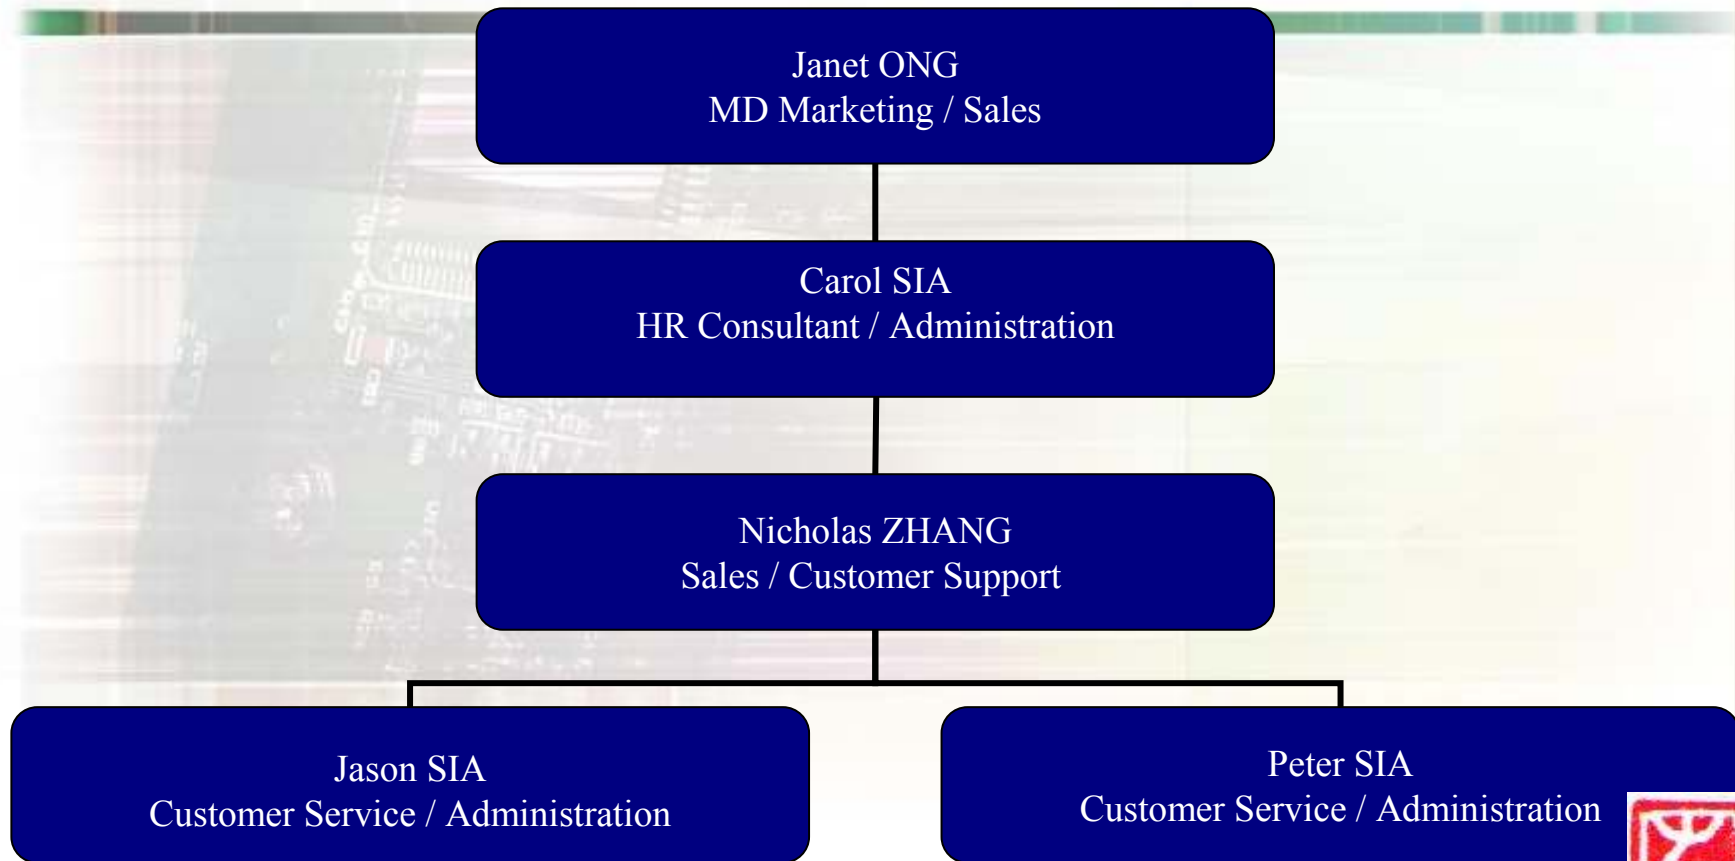 Janet ONG
MD Marketing / Sales
Carol SIA
HR Consultant / Administration
Nicholas ZHANG
Sales / Customer Support
Jason SIA
Customer Service / Administration
Peter SIA
Customer Service / Administration